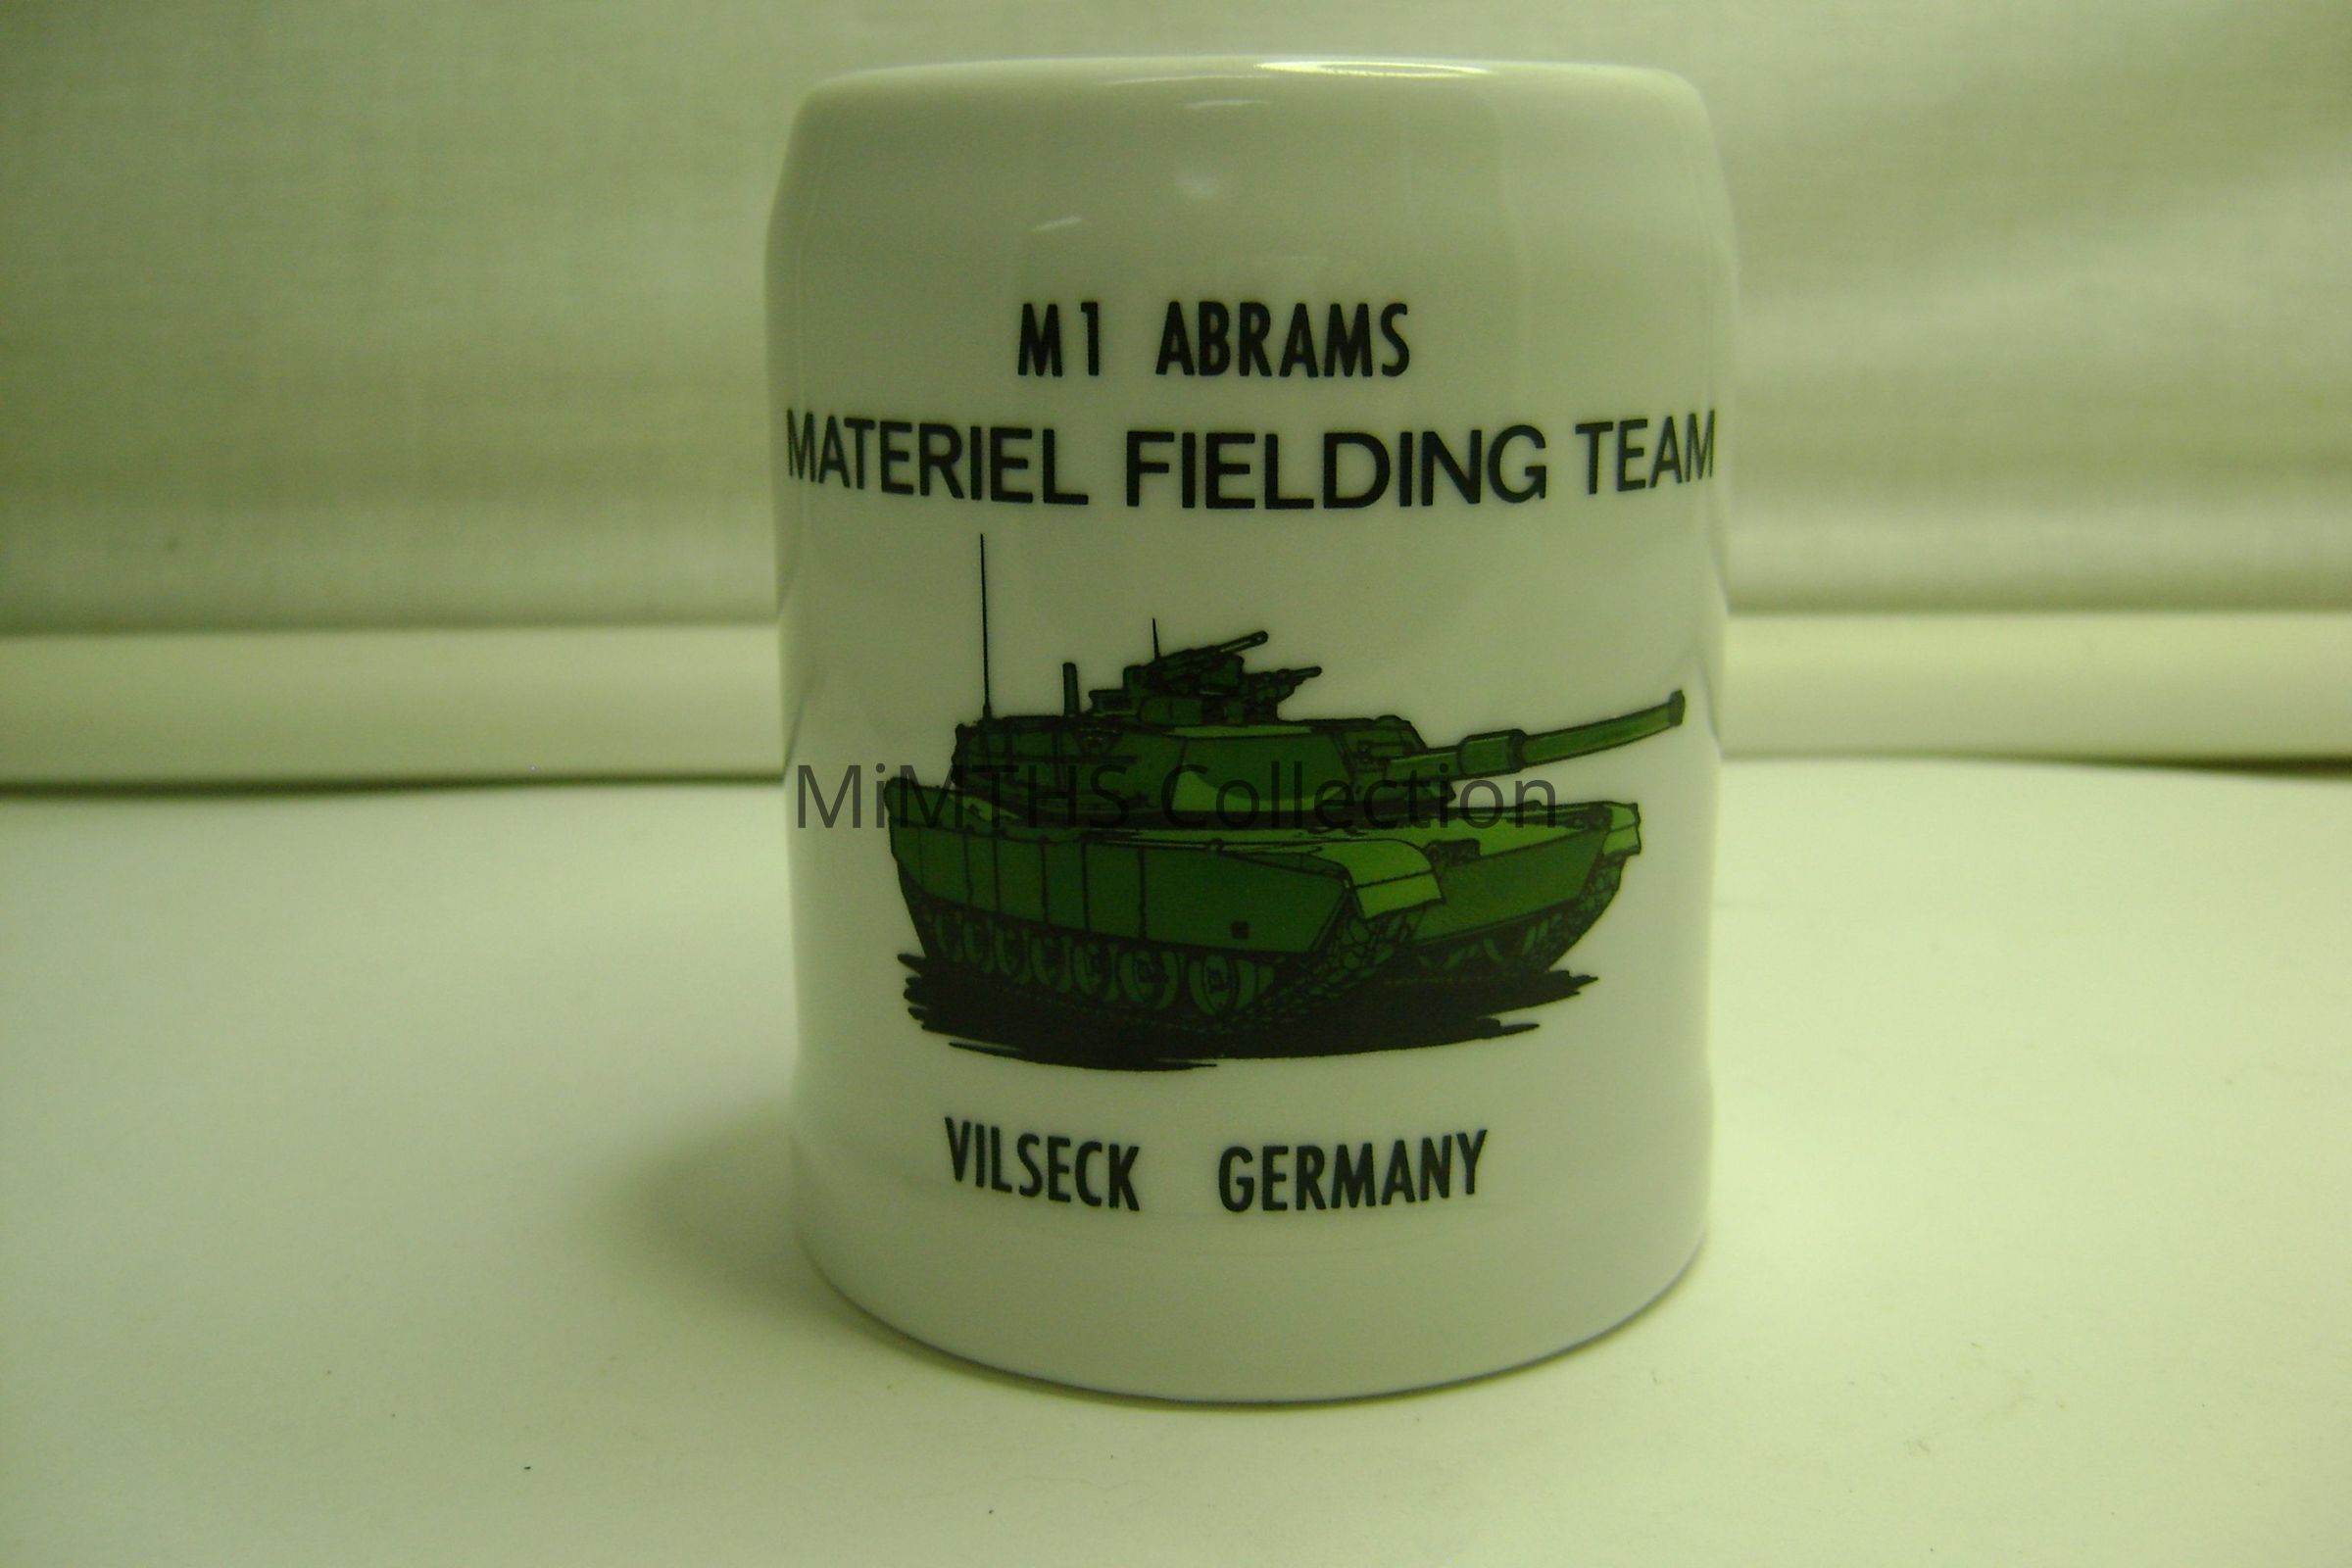 M1 ABRAMS
MATERIEL FIELDING TEAM
MiMTHS Collection
VILSECK GERMANY